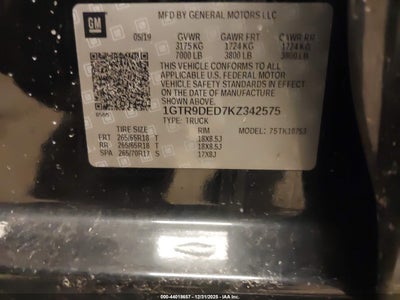 GM
MFD BY GENERAL MOTORS LLC
05/19 GVWR GAWR FRT GAWR RR
3175 KG 1724 KG 1724 KG
7000 LB 3800 LB 3800 LB
THIS VEHICLE CONFORMS TO ALL
APPLICABLE U.S. FEDERAL MOTOR
VEHICLE SAFETY STANDARDS IN EFFECT
ON THE DATE OF MANUFACTURE
SHOWN ABOVE.
1GTR9DED7KZ342575
TYPE: TRUCK
TIRE SIZE RIM MODEL:
FRT 265/65R18 T 18X8.5J
RR 265/65R18 T 18X8.5J
SPA 265/70R17 S 17X8J
000-44018657 - 12/31/2025 - IAA Inc.